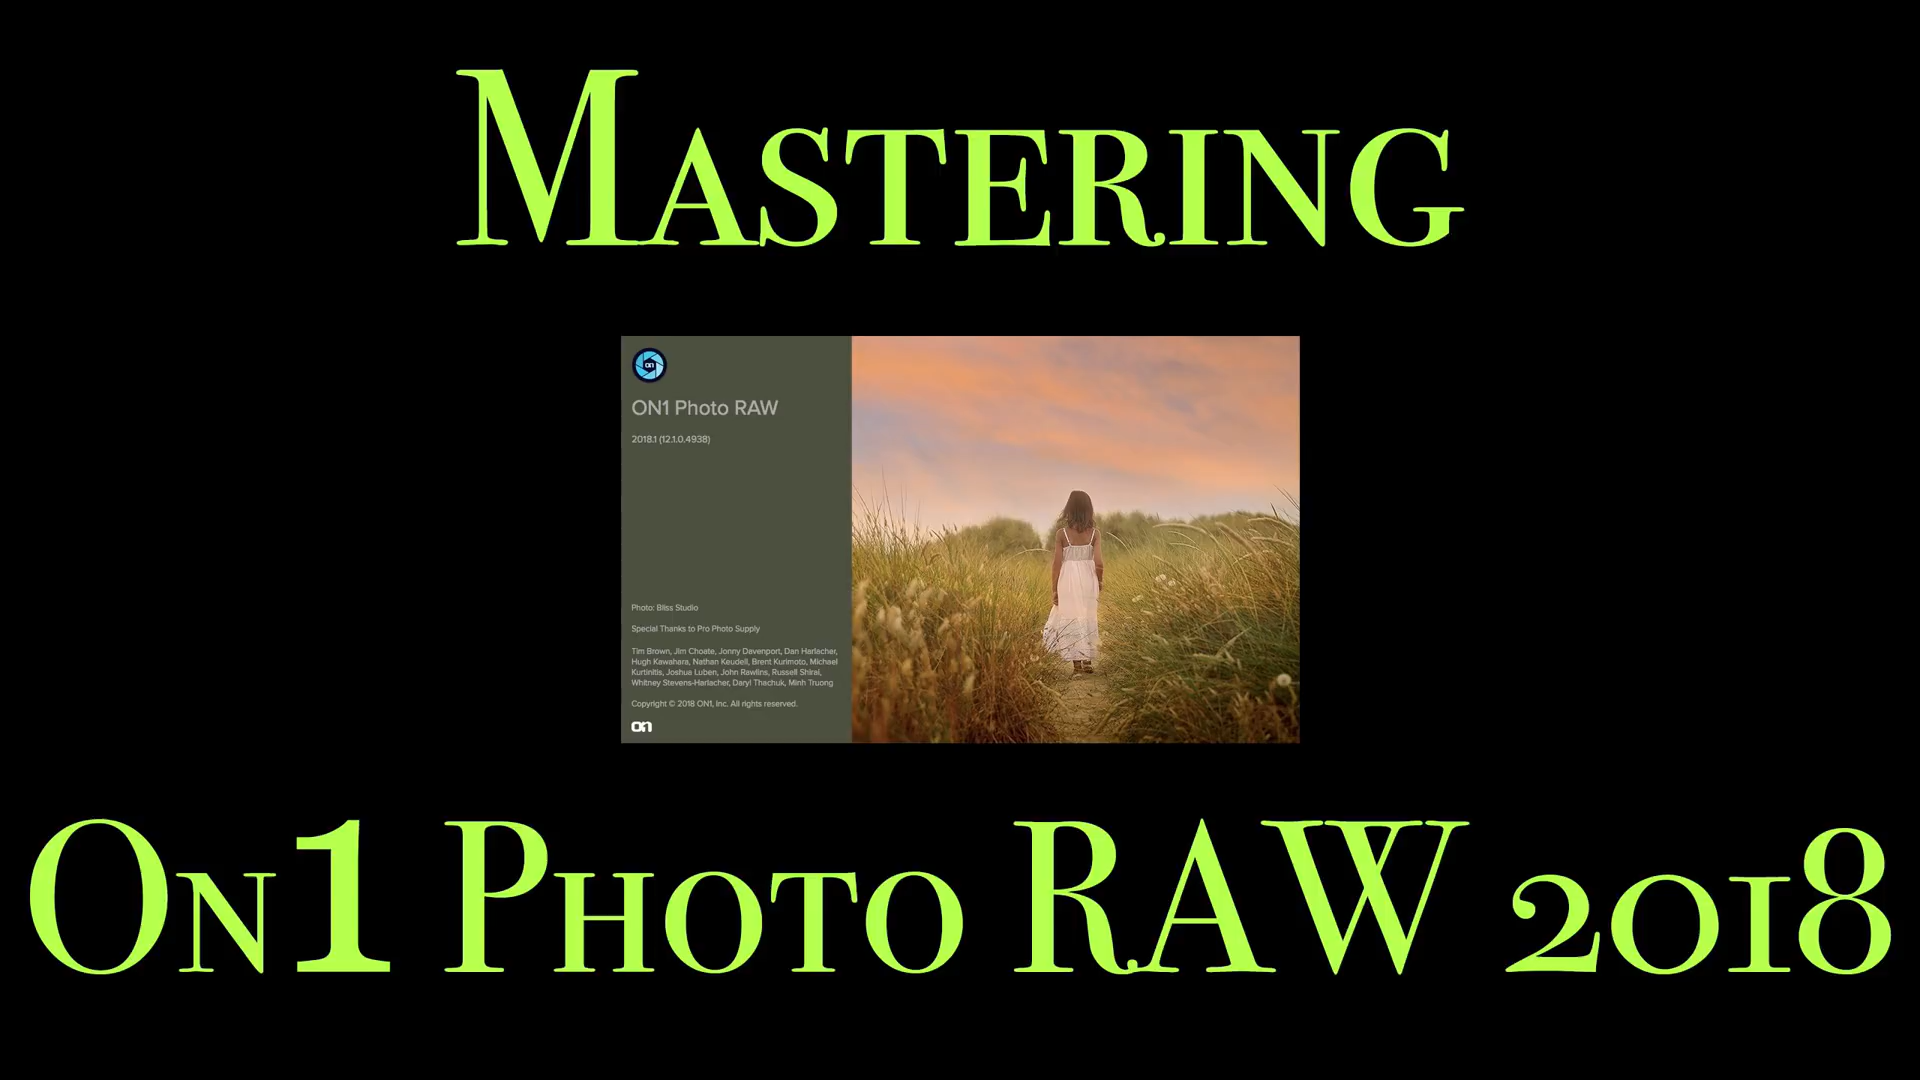 Mastering
ON1
ON1 Photo RAW
2018.1 (12.1.0.4938)
Photo: Bliss Studio
Special Thanks to Pro Photo Supply
Tim Brown, Jim Choate, Jonny Davenport, Dan Harlacher,
Hugh Kawahara, Nathan Keudell, Brent Kurimoto, Michael
Kurtinitis, Joshua Luben, John Rawlins, Russell Shirai,
Whitney Stevens-Harlacher, Daryl Thachuk, Minh Truong
Copyright © 2018 ON1, Inc. All rights reserved.
ON1
On1 Photo RAW 2018